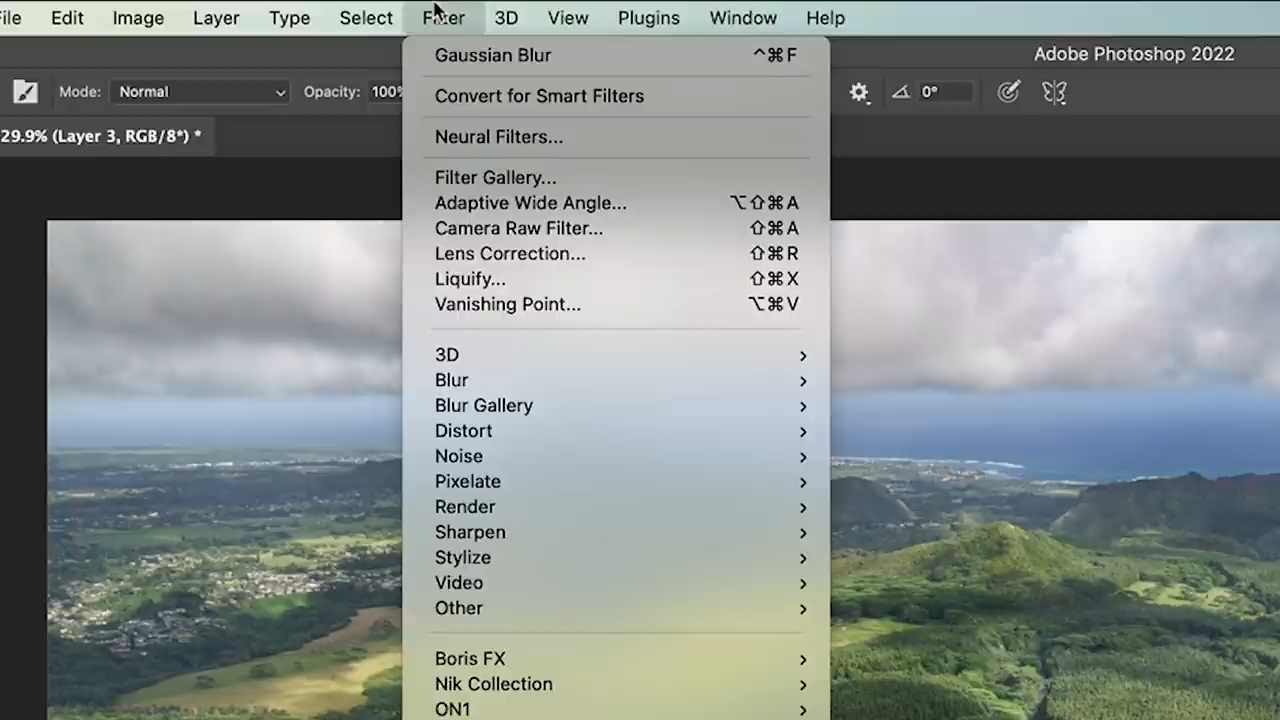 ile Edit Image Layer Type Select Filter 3D View Plugins Window Help
Adobe Photoshop 2022
Mode: Normal Opacity: 100% 0°
29.9% (Layer 3, RGB/8*) *
Gaussian Blur ^⌘F
Convert for Smart Filters
Neural Filters...
Filter Gallery...
Adaptive Wide Angle... ⌥⇧⌘A
Camera Raw Filter... ⇧⌘A
Lens Correction... ⇧⌘R
Liquify... ⇧⌘X
Vanishing Point... ⌥⌘V
3D
Blur
Blur Gallery
Distort
Noise
Pixelate
Render
Sharpen
Stylize
Video
Other
Boris FX
Nik Collection
ON1